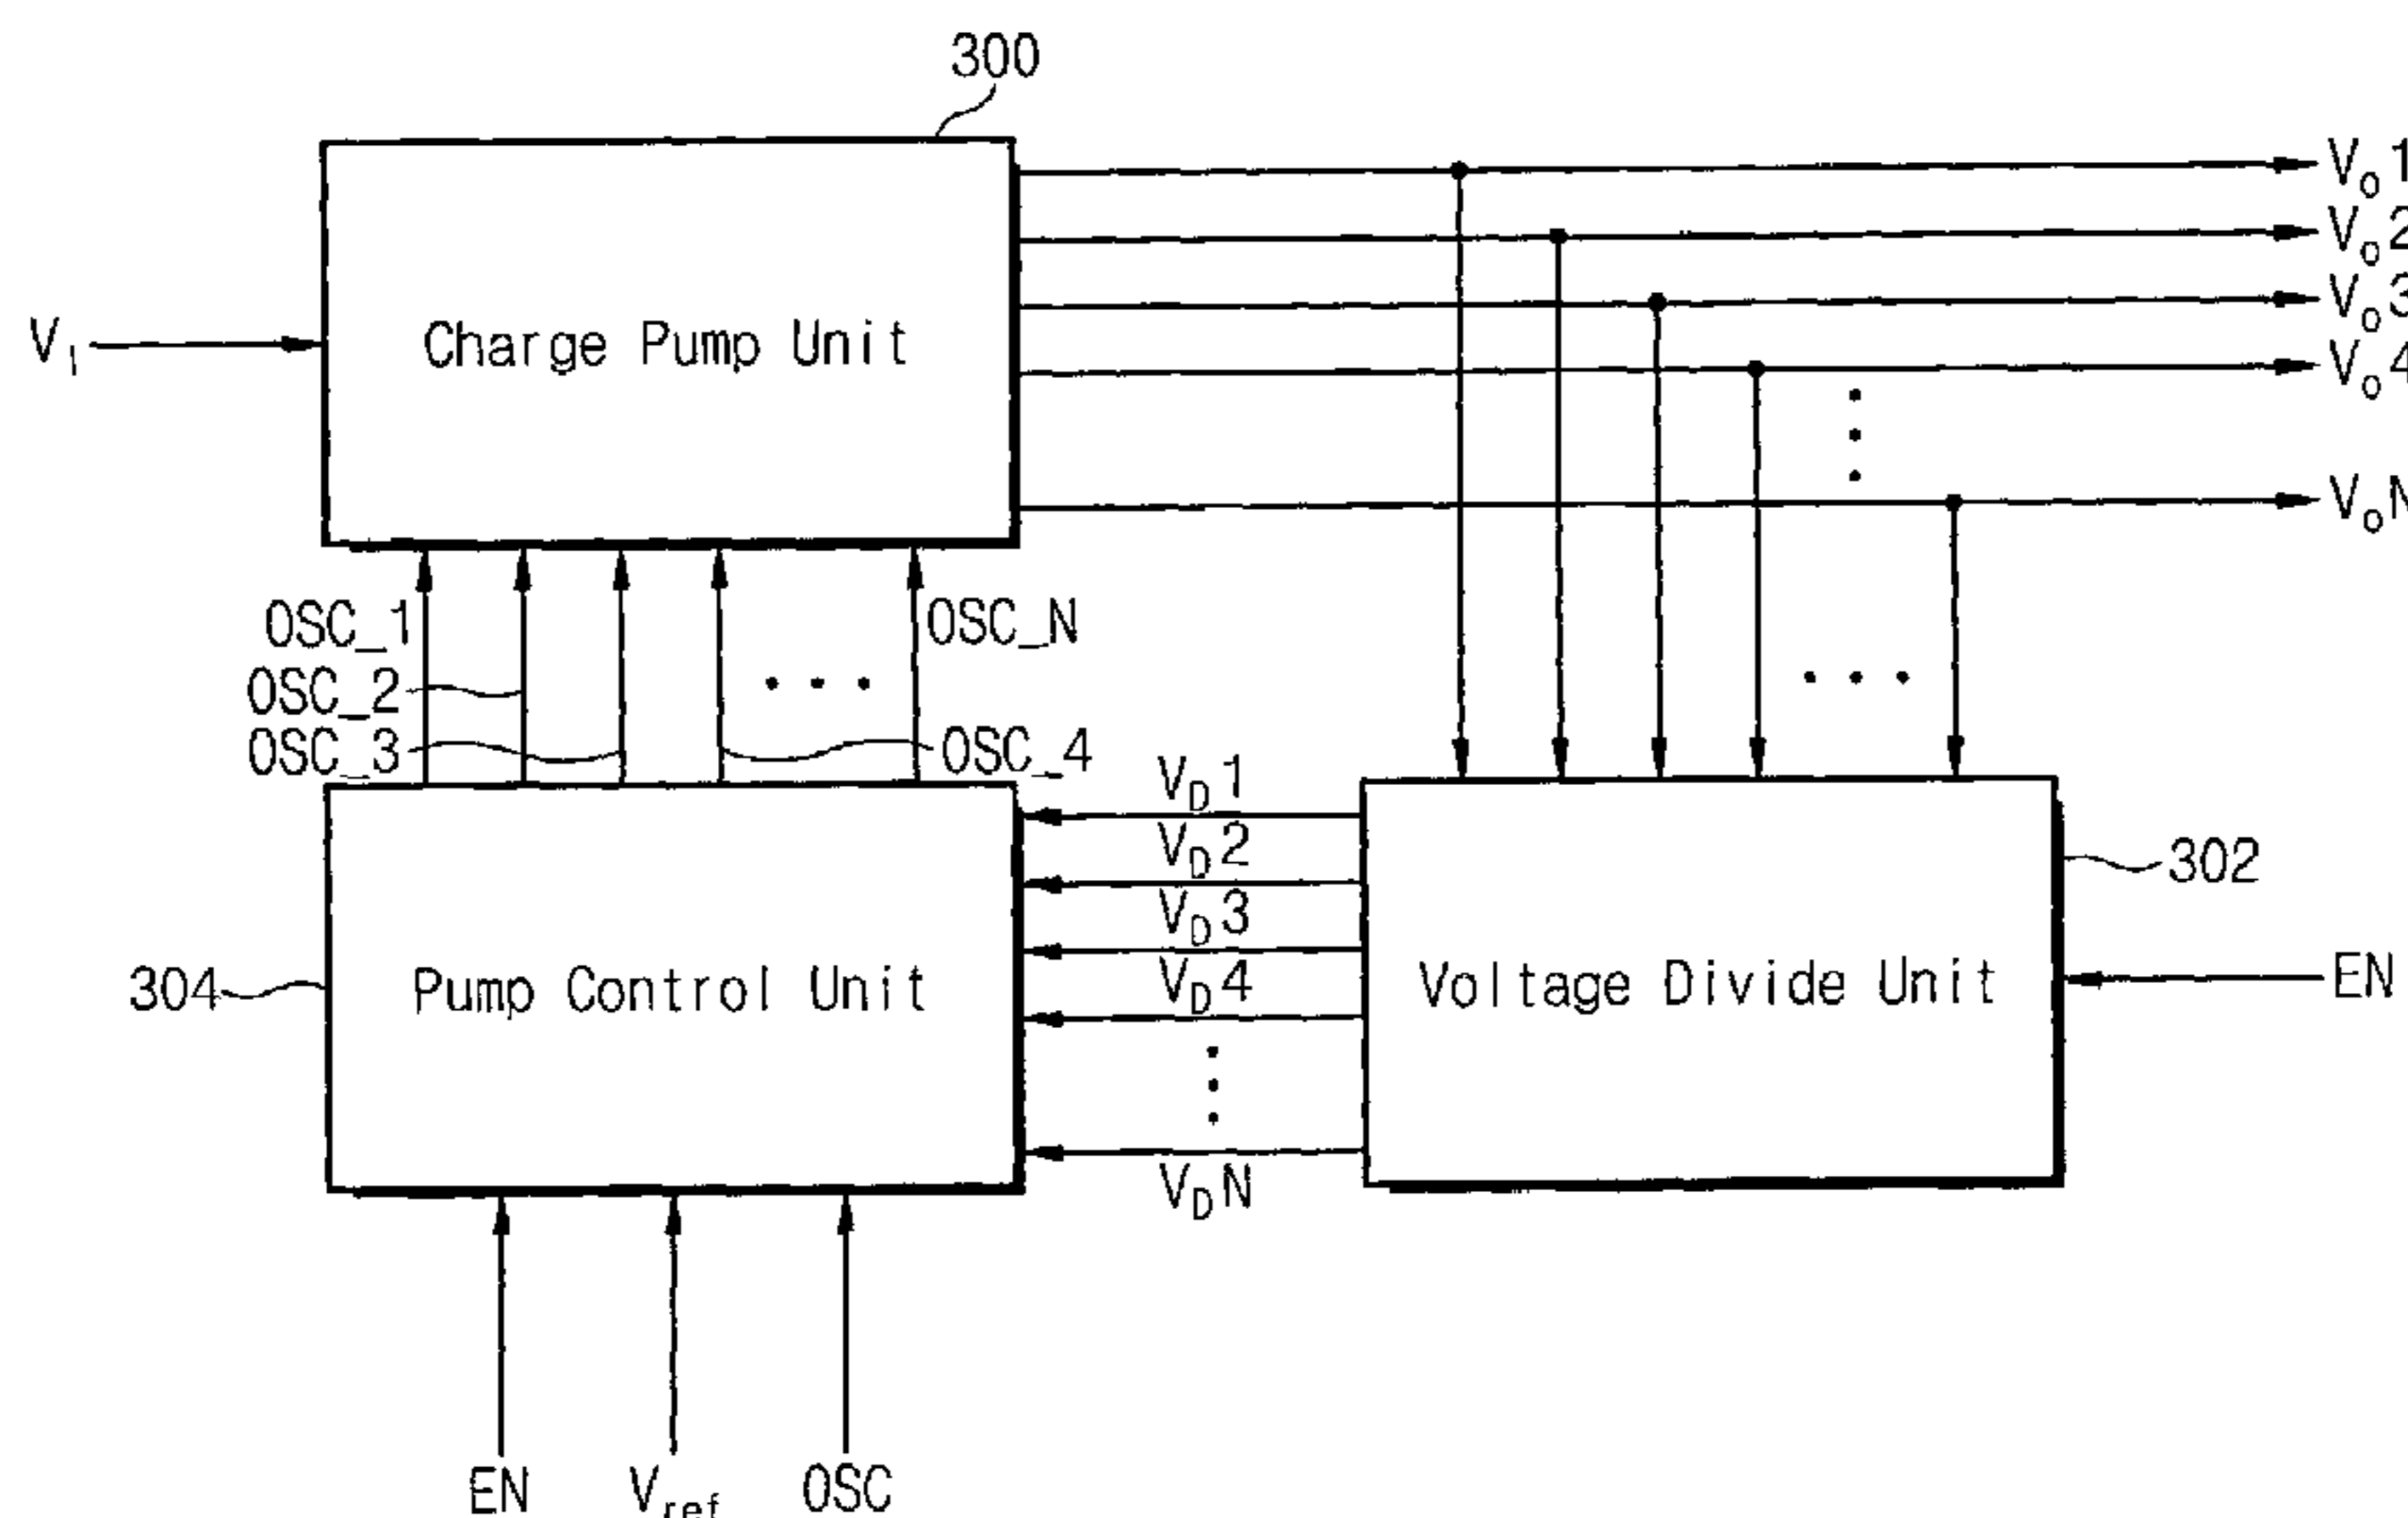 300
Vo1
Vo2
Vo3
Vo4
VoN
VI
Charge Pump Unit
OSC_1
OSC_2
OSC_3
OSC_N
OSC_4
VD1
VD2
VD3
VD4
VDN
302
304
Pump Control Unit
Voltage Divide Unit
EN
EN
Vref
OSC